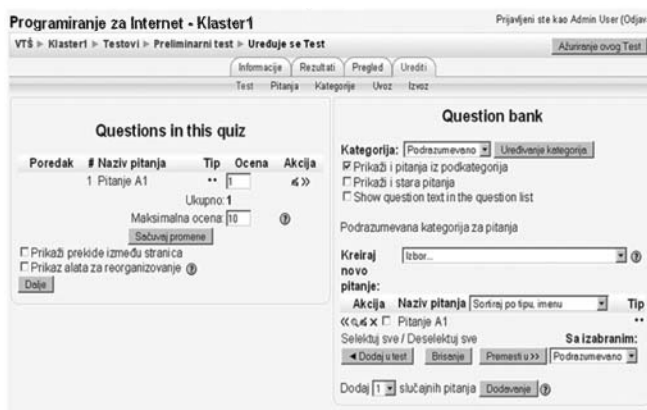 Programiranje za Internet - Klaster1
Prijavljeni ste kao Admin User (Odjav
VTŠ ► Klaster1 ► Testovi ► Preliminarni test ► Uređuje se Test
Ažuriranje ovog Test
Informacije Rezultati Pregled Urediti
Test Pitanja Kategorije Uvoz Izvoz
Questions in this quiz
Poredak # Naziv pitanja Tip Ocena Akcija
1 Pitanje A1 •• 1 >>
Ukupno: 1
Maksimalna ocena: 10 ?
Sačuvaj promene
Prikaži prekide između stranica
Prikaz alata za reorganizovanje ?
Dalje
Question bank
Kategorija: Podrazumevano Uređivanje kategorija
Prikaži i pitanja iz podkategorija
Prikaži i stara pitanja
Show question text in the question list
Podrazumevana kategorija za pitanja
Kreiraj novo pitanje: Izbor... ?
Akcija Naziv pitanja Sortiraj po tipu, imenu Tip
<< X Pitanje A1 ••
Selektuj sve / Deselektuj sve Sa izabranim:
◄ Dodaj u test Brisanje Premesti u >> Podrazumevano
Dodaj 1 slučajnih pitanja Dodavanje ?